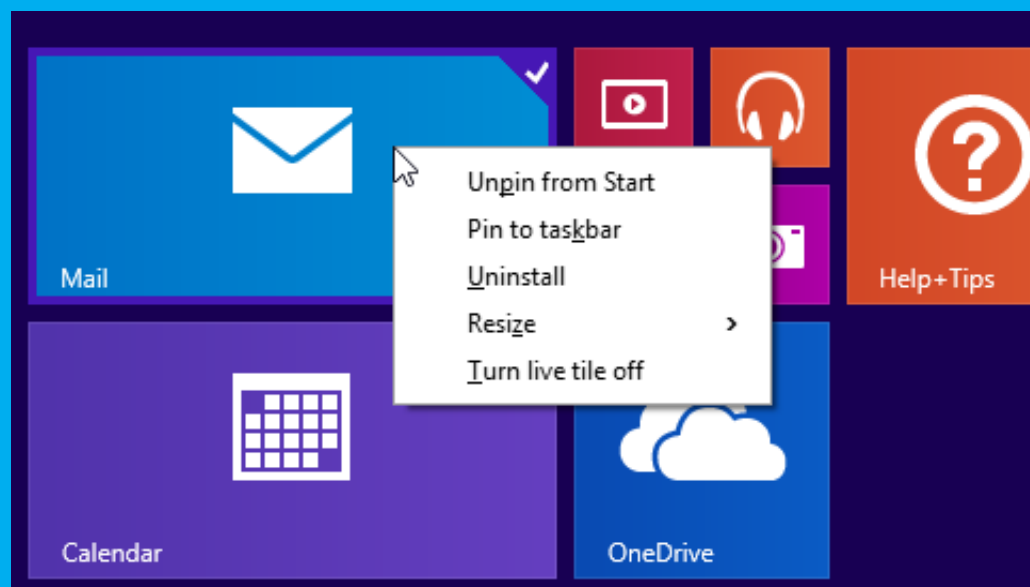 Mail
Unpin from Start
Pin to taskbar
Uninstall
Resize
Turn live tile off
Help+Tips
Calendar
OneDrive